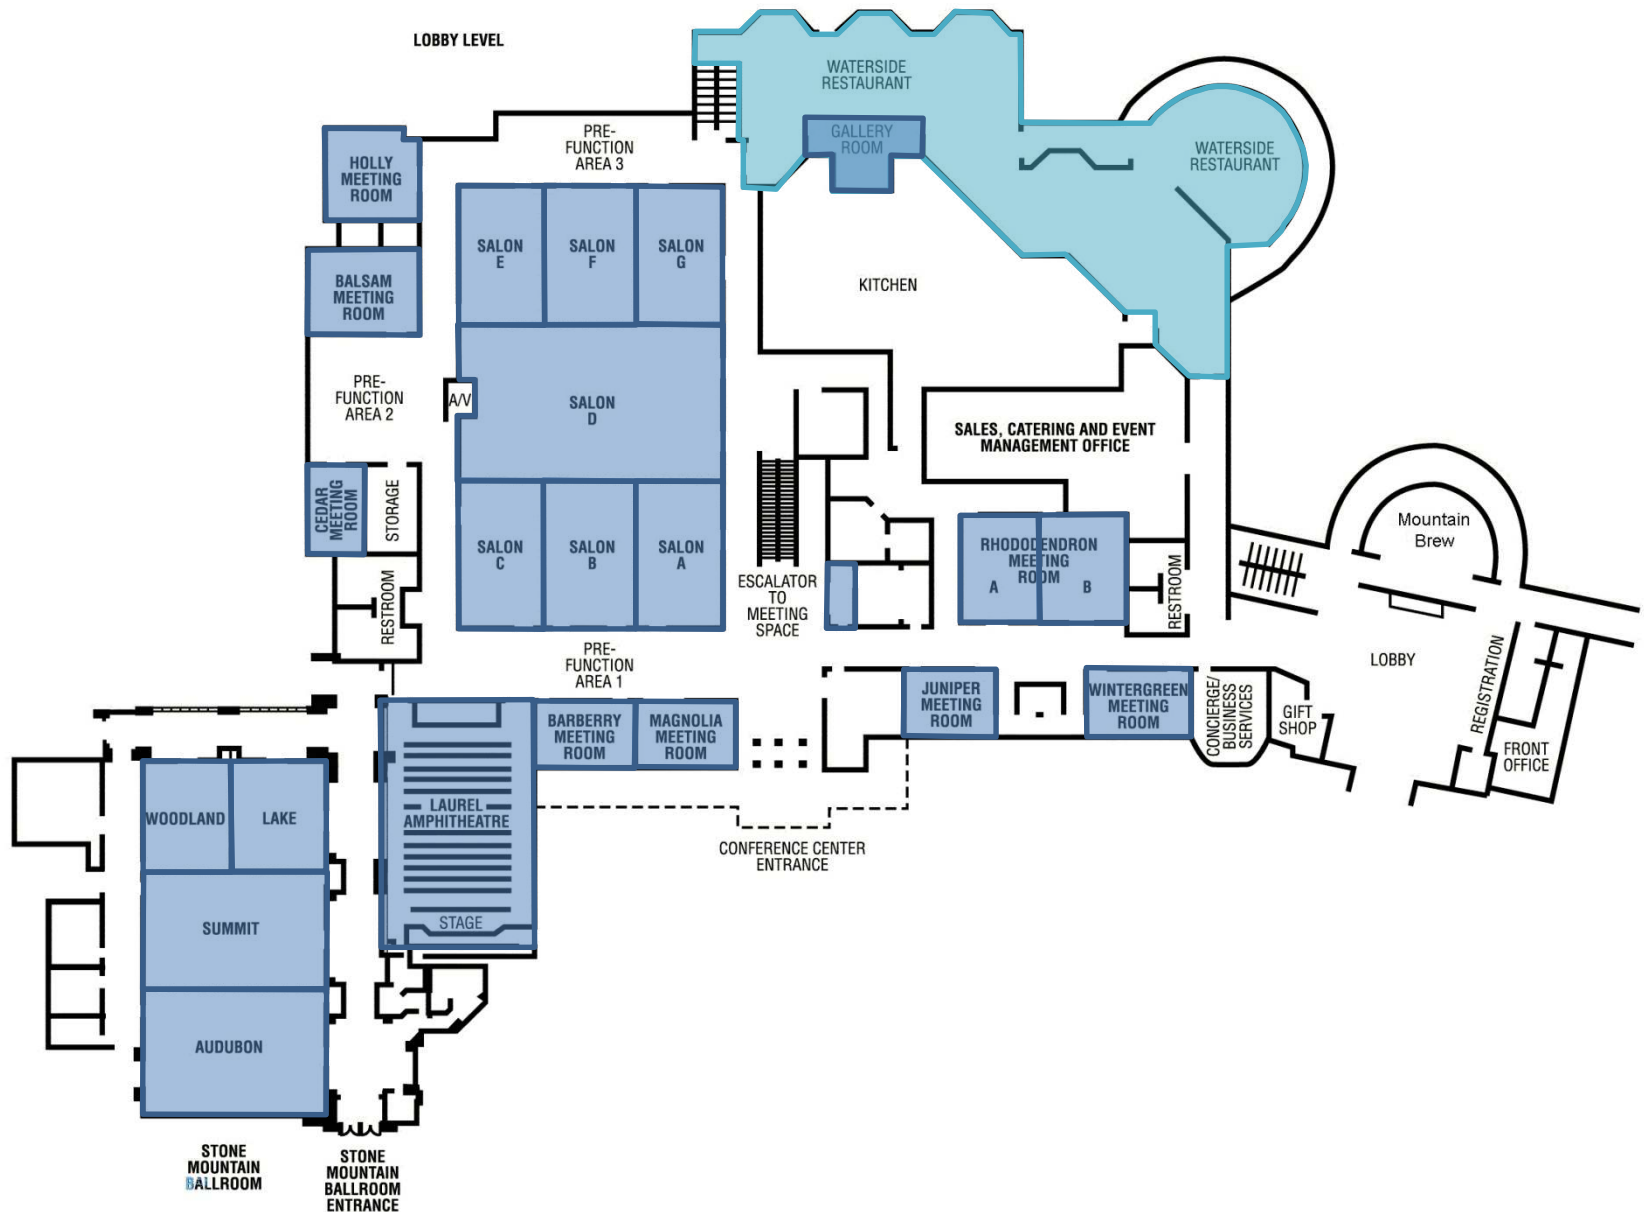 LOBBY LEVEL
WATERSIDE
RESTAURANT
GALLERY
ROOM
WATERSIDE
RESTAURANT
PRE-
FUNCTION
AREA 3
HOLLY
MEETING
ROOM
SALON
E
SALON
F
SALON
G
BALSAM
MEETING
ROOM
KITCHEN
PRE-
FUNCTION
AREA 2
A/V
SALON
D
SALES, CATERING AND EVENT
MANAGEMENT OFFICE
CEDAR
MEETING
ROOM
STORAGE
SALON
C
SALON
B
SALON
A
ESCALATOR
TO
MEETING
SPACE
RHODODENDRON
MEETING
ROOM
A
B
RESTROOM
RESTROOM
Mountain
Brew
LOBBY
REGISTRATION
PRE-
FUNCTION
AREA 1
JUNIPER
MEETING
ROOM
WINTERGREEN
MEETING
ROOM
CONCIERGE/
BUSINESS
SERVICES
GIFT
SHOP
FRONT
OFFICE
BARBERRY
MEETING
ROOM
MAGNOLIA
MEETING
ROOM
WOODLAND
LAKE
LAUREL
AMPHITHEATRE
CONFERENCE CENTER
ENTRANCE
SUMMIT
STAGE
AUDUBON
STONE
MOUNTAIN
BALLROOM
STONE
MOUNTAIN
BALLROOM
ENTRANCE